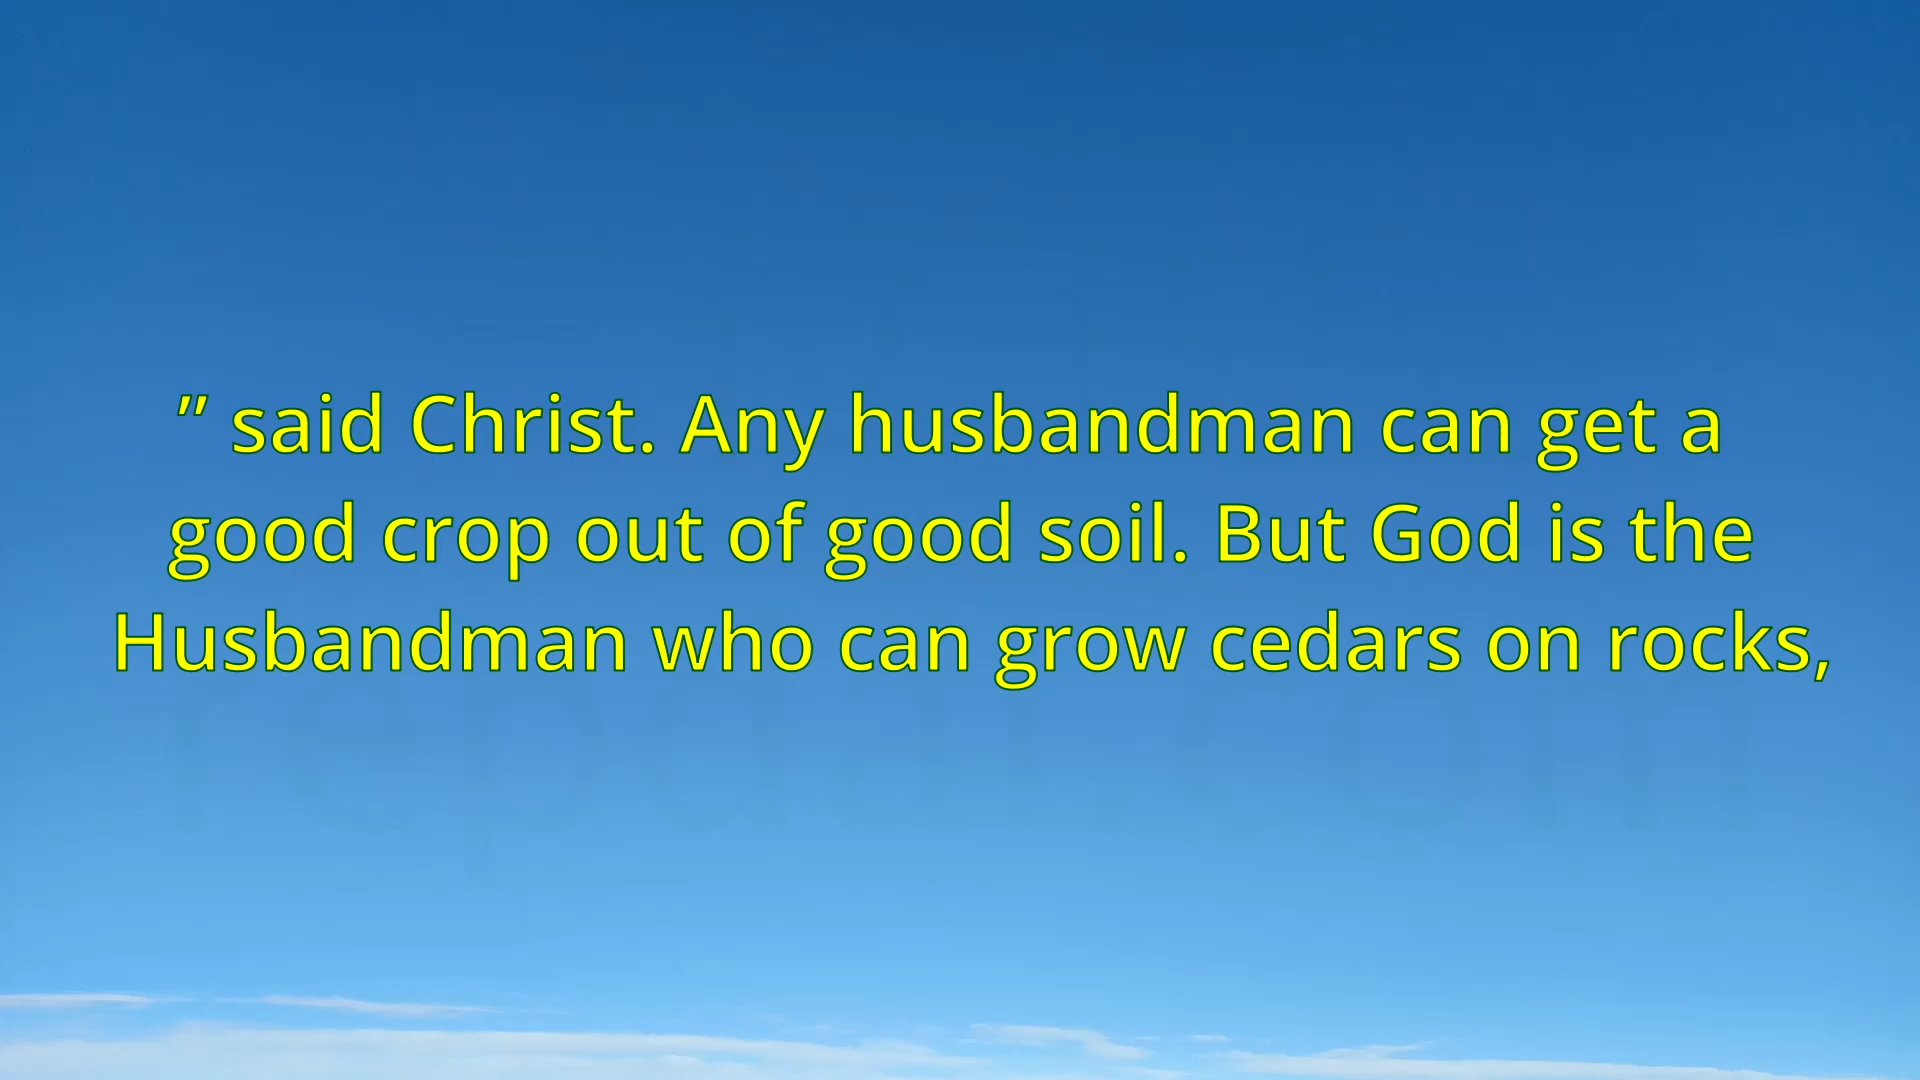 ” said Christ. Any husbandman can get a
good crop out of good soil. But God is the
Husbandman who can grow cedars on rocks,